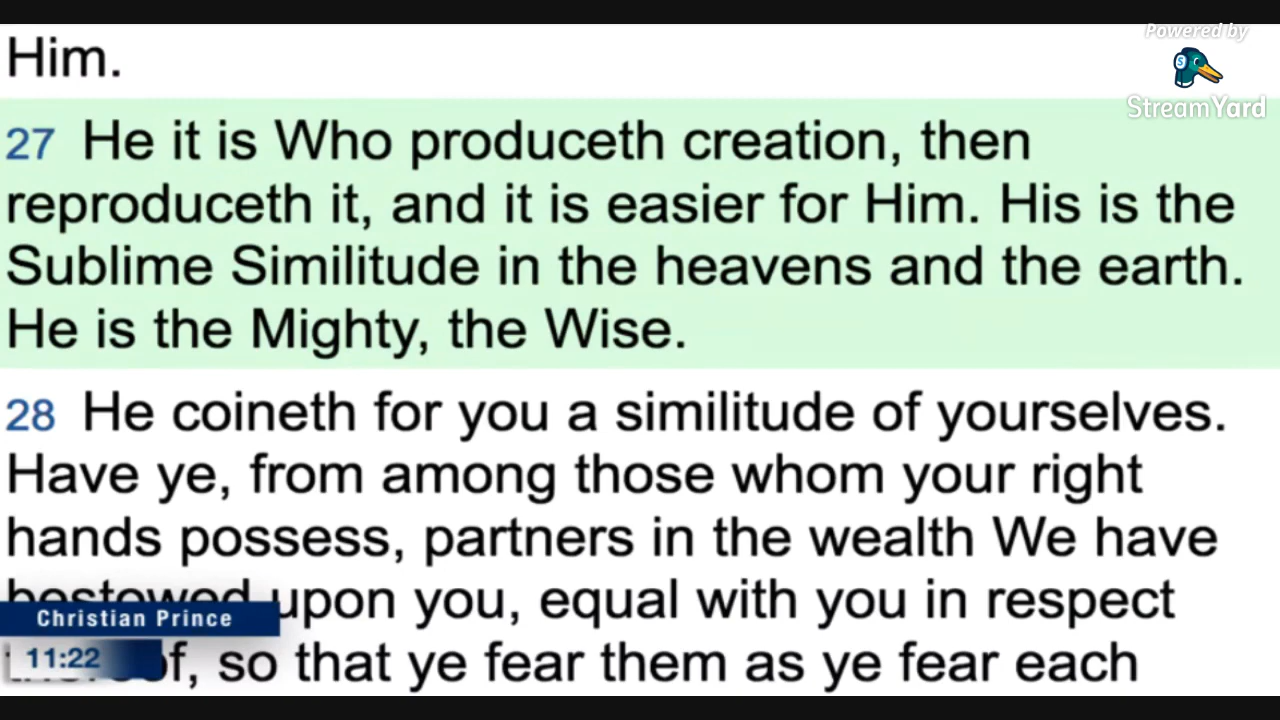 Powered by
StreamYard
Him.
27 He it is Who produceth creation, then
reproduceth it, and it is easier for Him. His is the
Sublime Similitude in the heavens and the earth.
He is the Mighty, the Wise.
28 He coineth for you a similitude of yourselves.
Have ye, from among those whom your right
hands possess, partners in the wealth We have
bestowed upon you, equal with you in respect
so that ye fear them as ye fear each
Christian Prince
11:22